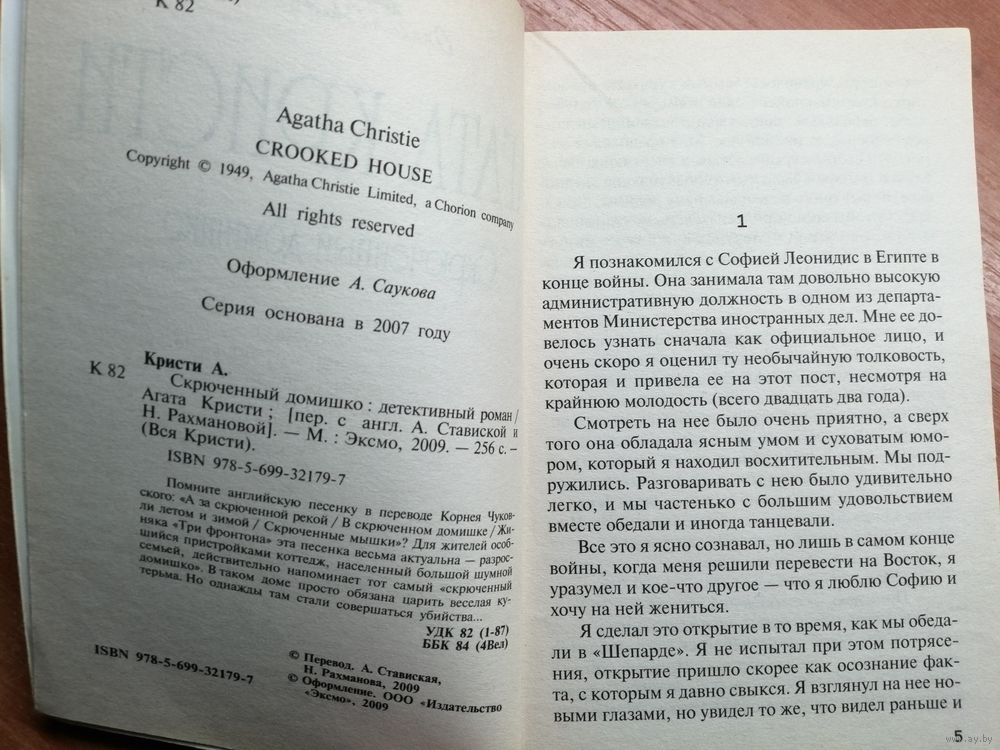 К 82
Agatha Christie
CROOKED HOUSE
Copyright © 1949, Agatha Christie Limited, a Chorion company
All rights reserved
Оформление А. Саукова
Серия основана в 2007 году
Кристи А.
К 82
Скрюченный домишко : детективный роман /
Агата Кристи ; [пер. с англ. А. Ставиской и
Н. Рахмановой]. — М. : Эксмо, 2009. — 256 с. —
(Вся Кристи).
ISBN 978-5-699-32179-7
Помните английскую песенку в переводе Корнея Чуков-
ского: «А за скрюченной рекой / В скрюченном домишке / Жи-
ли летом и зимой / Скрюченные мышки»? Для жителей особ-
няка «Три фронтона» эта песенка весьма актуальна — разрос-
шийся пристройками коттедж, населенный большой шумной
семьей, действительно напоминает тот самый «скрюченный
домишко». В таком доме просто обязана царить веселая ку-
терьма. Но однажды там стали совершаться убийства...
УДК 82 (1-87)
ББК 84 (4Вел)
© Перевод. А. Ставиская,
Н. Рахманова, 2009
© Оформление. ООО «Издательство
«Эксмо», 2009
ISBN 978-5-699-32179-7
1
Я познакомился с Софией Леонидис в Египте в
конце войны. Она занимала там довольно высокую
административную должность в одном из департа-
ментов Министерства иностранных дел. Мне ее до-
велось узнать сначала как официальное лицо, и
очень скоро я оценил ту необычайную толковость,
которая и привела ее на этот пост, несмотря на
крайнюю молодость (всего двадцать два года).
Смотреть на нее было очень приятно, а сверх
того она обладала ясным умом и суховатым юмо-
ром, который я находил восхитительным. Мы под-
ружились. Разговаривать с нею было удивительно
легко, и мы частенько с большим удовольствием
вместе обедали и иногда танцевали.
Все это я ясно сознавал, но лишь в самом конце
войны, когда меня решили перевести на Восток, я
уразумел и кое-что другое — что я люблю Софию и
хочу на ней жениться.
Я сделал это открытие в то время, как мы обеда-
ли в «Шепарде». Я не испытал при этом потрясе-
ния, открытие пришло скорее как осознание фак-
та, с которым я давно свыкся. Я взглянул на нее но-
выми глазами, но увидел то же, что видел раньше и
5
www.ay.by